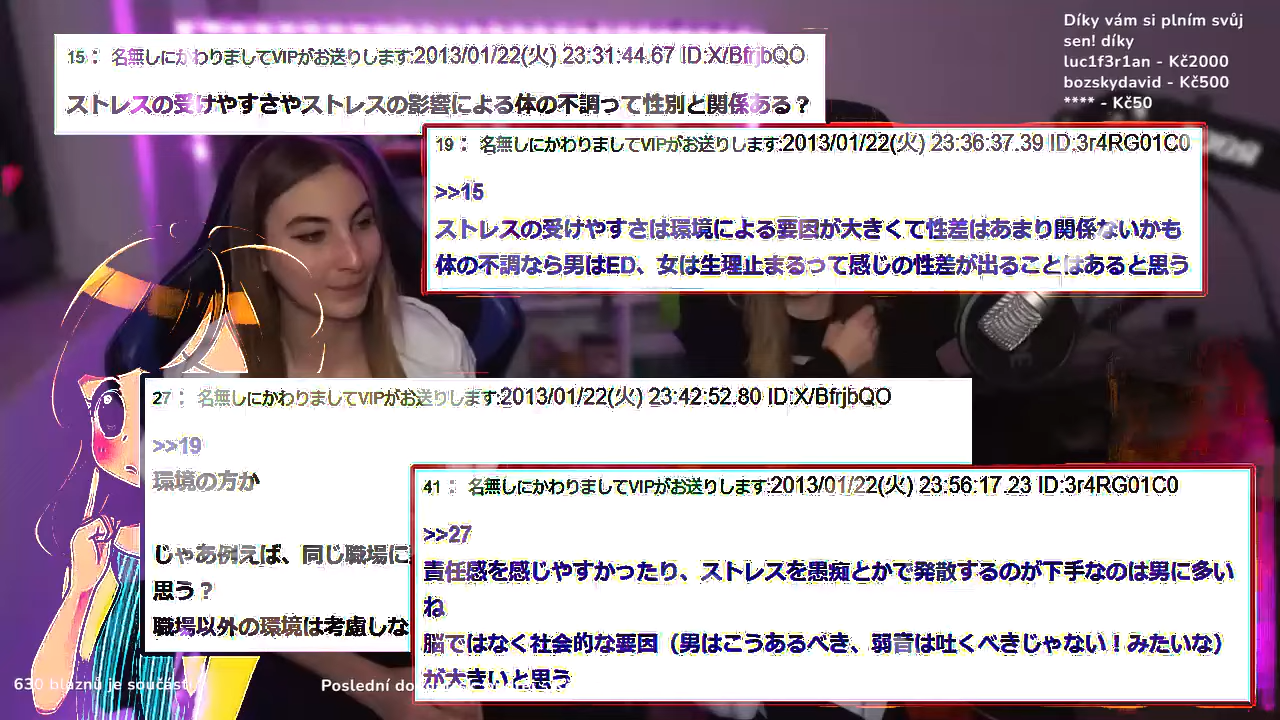 Díky vám si plním svůj
sen! díky
luc1f3r1an - Kč2000
bozskydavid - Kč500
**** - Kč50
15 : 名無しにかわりましてVIPがお送りします:2013/01/22(火) 23:31:44.67 ID:X/BfrjbQO
ストレスの受けやすさやストレスの影響による体の不調って性別と関係ある？
19 : 名無しにかわりましてVIPがお送りします:2013/01/22(火) 23:36:37.39 ID:3r4RG01C0
>>15
ストレスの受けやすさは環境による要因が大きくて性差はあまり関係ないかも
体の不調なら男はED、女は生理止まるって感じの性差が出ることはあると思う
27 : 名無しにかわりましてVIPがお送りします:2013/01/22(火) 23:42:52.80 ID:X/BfrjbQO
>>19
環境の方か
じゃあ例えば、同じ職場に
思う？
職場以外の環境は考慮しな
41 : 名無しにかわりましてVIPがお送りします:2013/01/22(火) 23:56:17.23 ID:3r4RG01C0
>>27
責任感を感じやすかったり、ストレスを愚痴とかで発散するのが下手なのは男に多い
ね
脳ではなく社会的な要因（男はこうあるべき、弱音は吐くべきじゃない！みたいな）
が大きいと思う
630 bláznů je součástí
Poslední